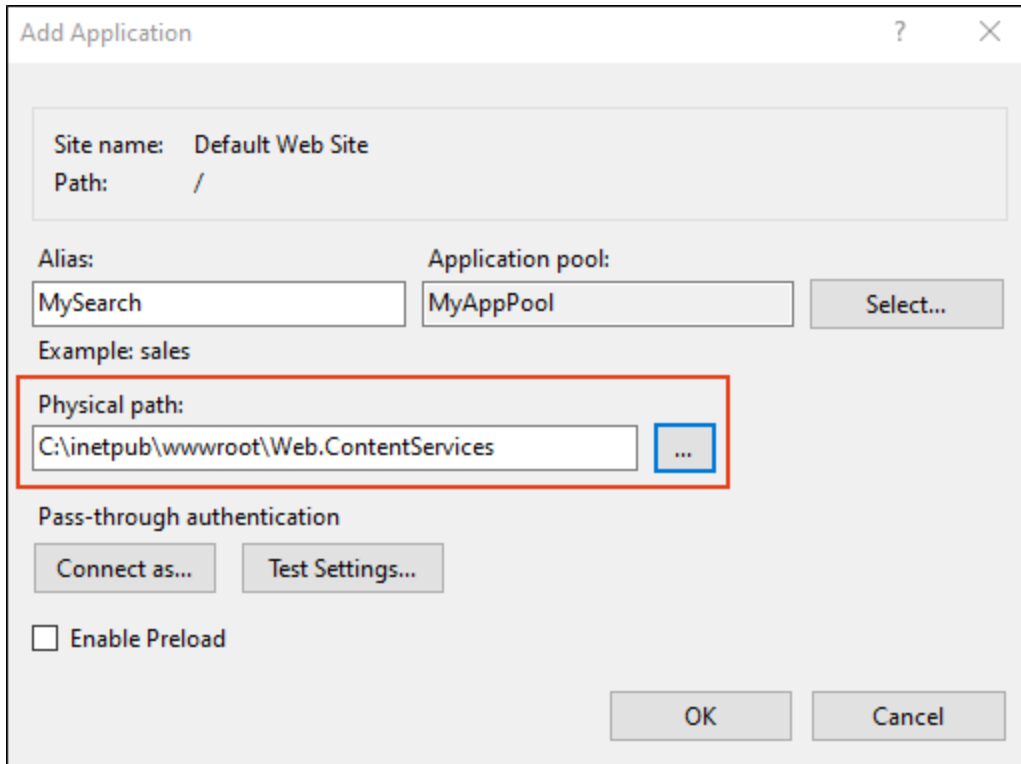 Add Application
?
Site name: Default Web Site
Path: /
Alias: Application pool:
MySearch MyAppPool Select...
Example: sales
Physical path:
C:\inetpub\wwwroot\Web.ContentServices ...
Pass-through authentication
Connect as... Test Settings...
Enable Preload
OK Cancel